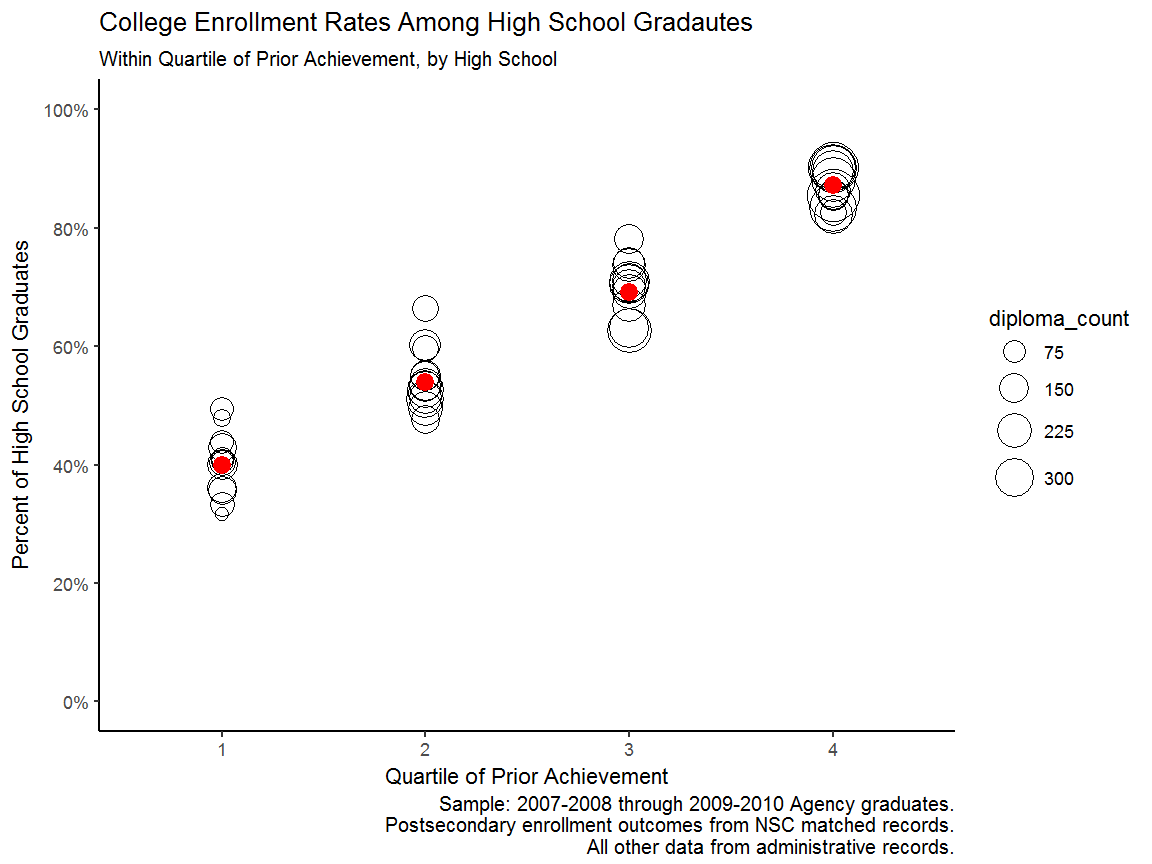 College Enrollment Rates Among High School Gradautes
Within Quartile of Prior Achievement, by High School
Percent of High School Graduates
100%
80%
60%
40%
20%
0%
1 2 3 4
Quartile of Prior Achievement
diploma_count
75
150
225
300
Sample: 2007-2008 through 2009-2010 Agency graduates.
Postsecondary enrollment outcomes from NSC matched records.
All other data from administrative records.